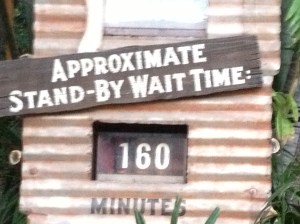 APPROXIMATE
STAND-BY WAIT TIME:
160
MINUTES